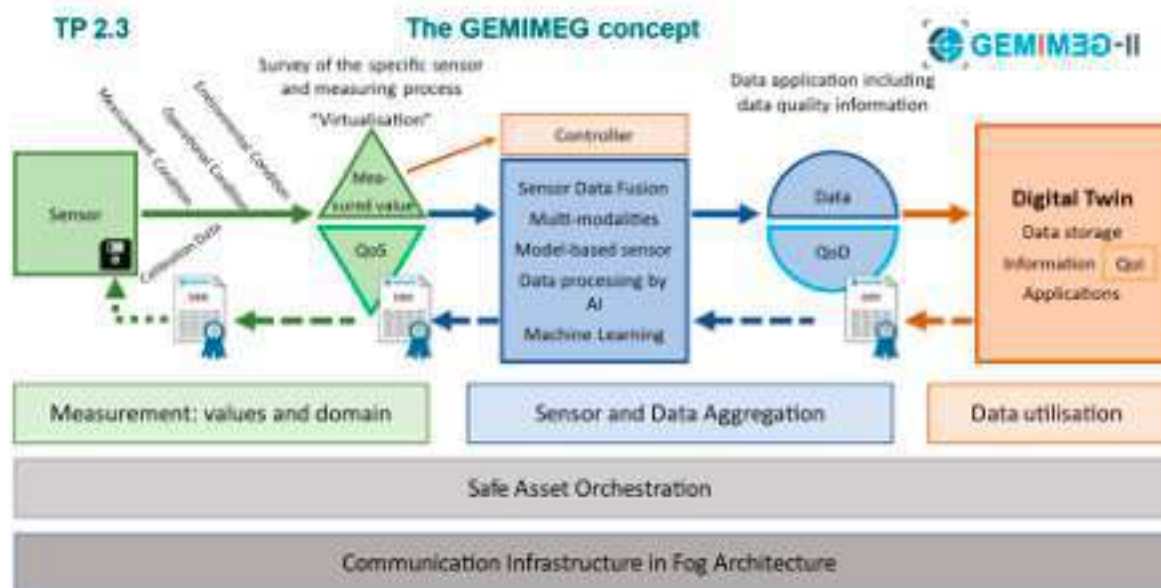 TP 2.3
The GEMIMEG concept
GEMIMEG-II
Survey of the specific sensor
and measuring process
"Virtualisation"
Data application including
data quality information
Measurement Condition
Operational Condition
Environmental Condition
Calibration Data
Sensor
Mea-
sured value
QoS
Controller
Sensor Data Fusion
Multi-modalities
Model-based sensor
Data processing by
AI
Machine Learning
Data
QoD
Digital Twin
Data storage
Information QoI
Applications
Measurement: values and domain
Sensor and Data Aggregation
Data utilisation
Safe Asset Orchestration
Communication Infrastructure in Fog Architecture